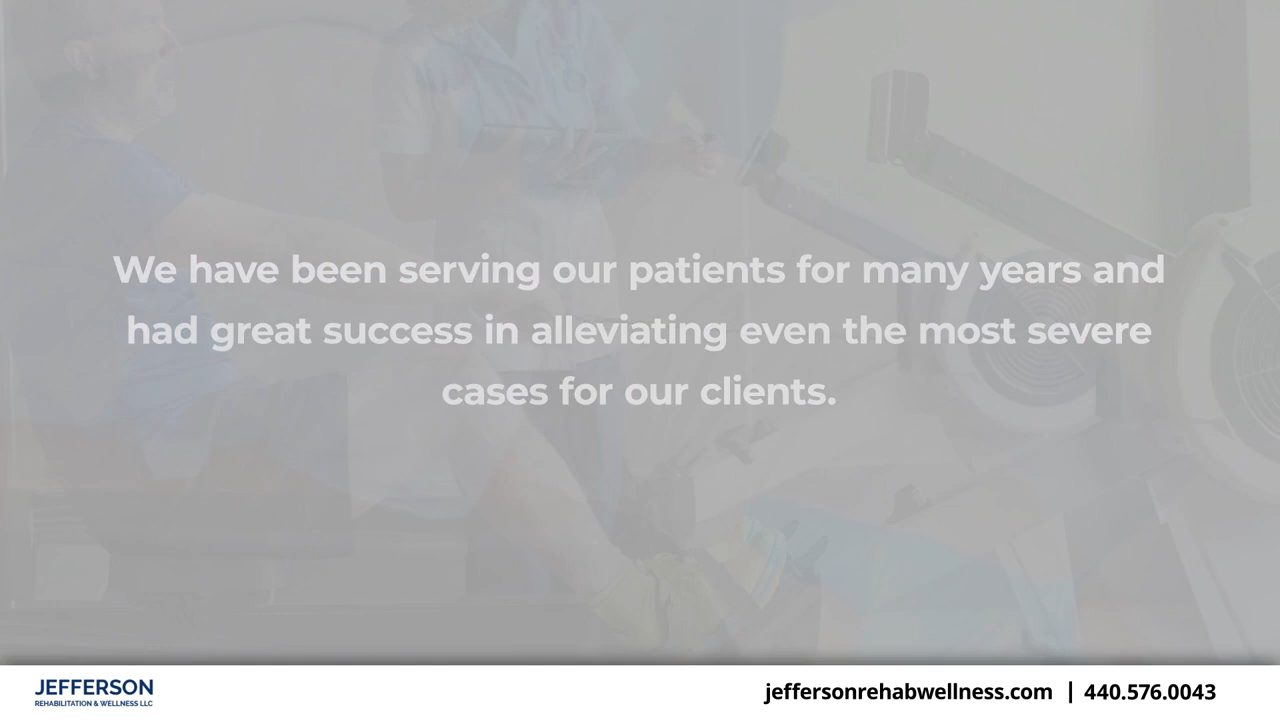 We have been serving our patients for many years and
had great success in alleviating even the most severe
cases for our clients.
JEFFERSON
REHABILITATION & WELLNESS LLC
jeffersonrehabwellness.com | 440.576.0043